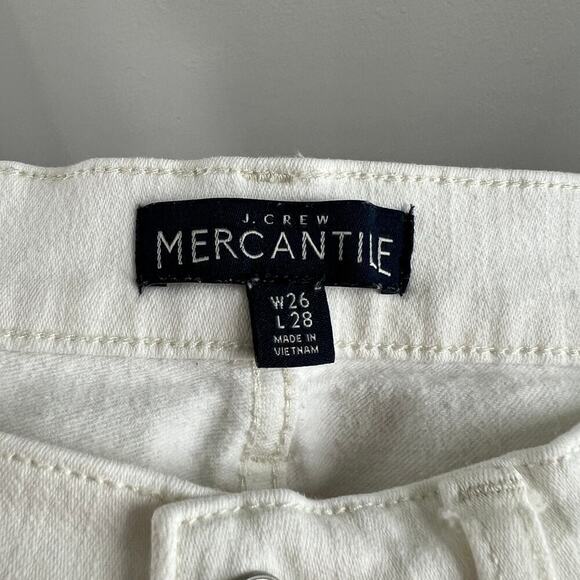 J. CREW
MERCANTILE
W26
L28
MADE IN
VIETNAM